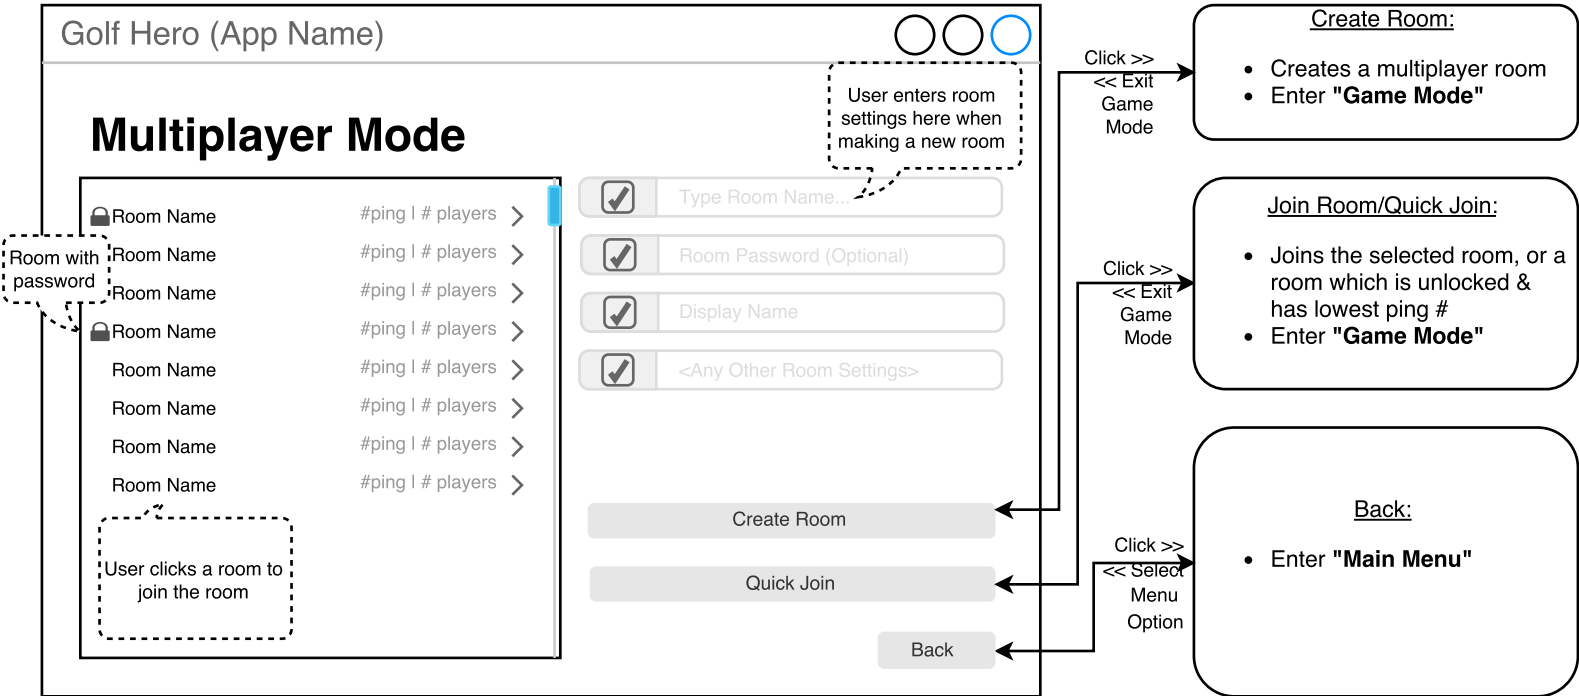 Golf Hero (App Name)
User enters room
settings here when
making a new room
Multiplayer Mode
Room Name #ping | # players
Room Name #ping | # players
Room Name #ping | # players
Room Name #ping | # players
Room Name #ping | # players
Room Name #ping | # players
Room Name #ping | # players
Room Name #ping | # players
Room with
password
User clicks a room to
join the room
Type Room Name...
Room Password (Optional)
Display Name
<Any Other Room Settings>
Create Room
Quick Join
Back
Click >>
<< Exit
Game
Mode
Create Room:
• Creates a multiplayer room
• Enter "Game Mode"
Click >>
<< Exit
Game
Mode
Join Room/Quick Join:
• Joins the selected room, or a
room which is unlocked &
has lowest ping #
• Enter "Game Mode"
Click >>
<< Select
Menu
Option
Back:
• Enter "Main Menu"